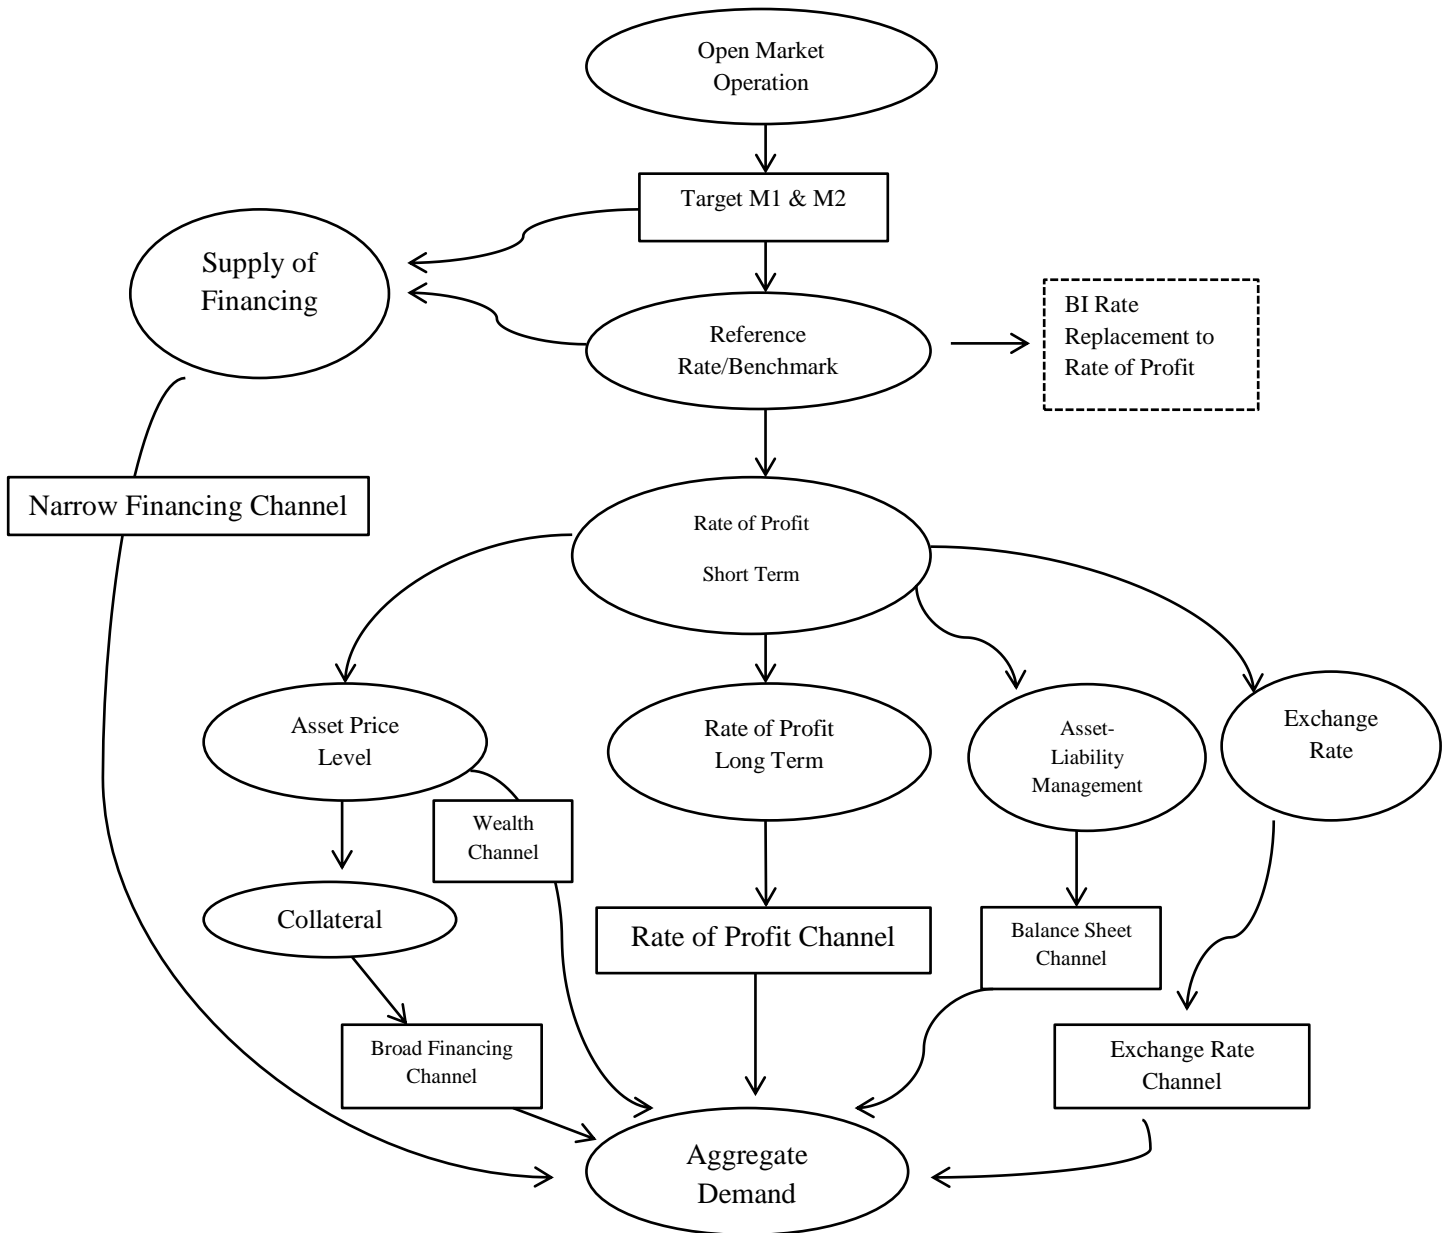 Open Market
Operation
Target M1 & M2
Supply of
Financing
Reference
Rate/Benchmark
BI Rate
Replacement to
Rate of Profit
Narrow Financing Channel
Rate of Profit
Short Term
Asset Price
Level
Rate of Profit
Long Term
Asset-
Liability
Management
Exchange
Rate
Wealth
Channel
Collateral
Rate of Profit Channel
Balance Sheet
Channel
Broad Financing
Channel
Exchange Rate
Channel
Aggregate
Demand